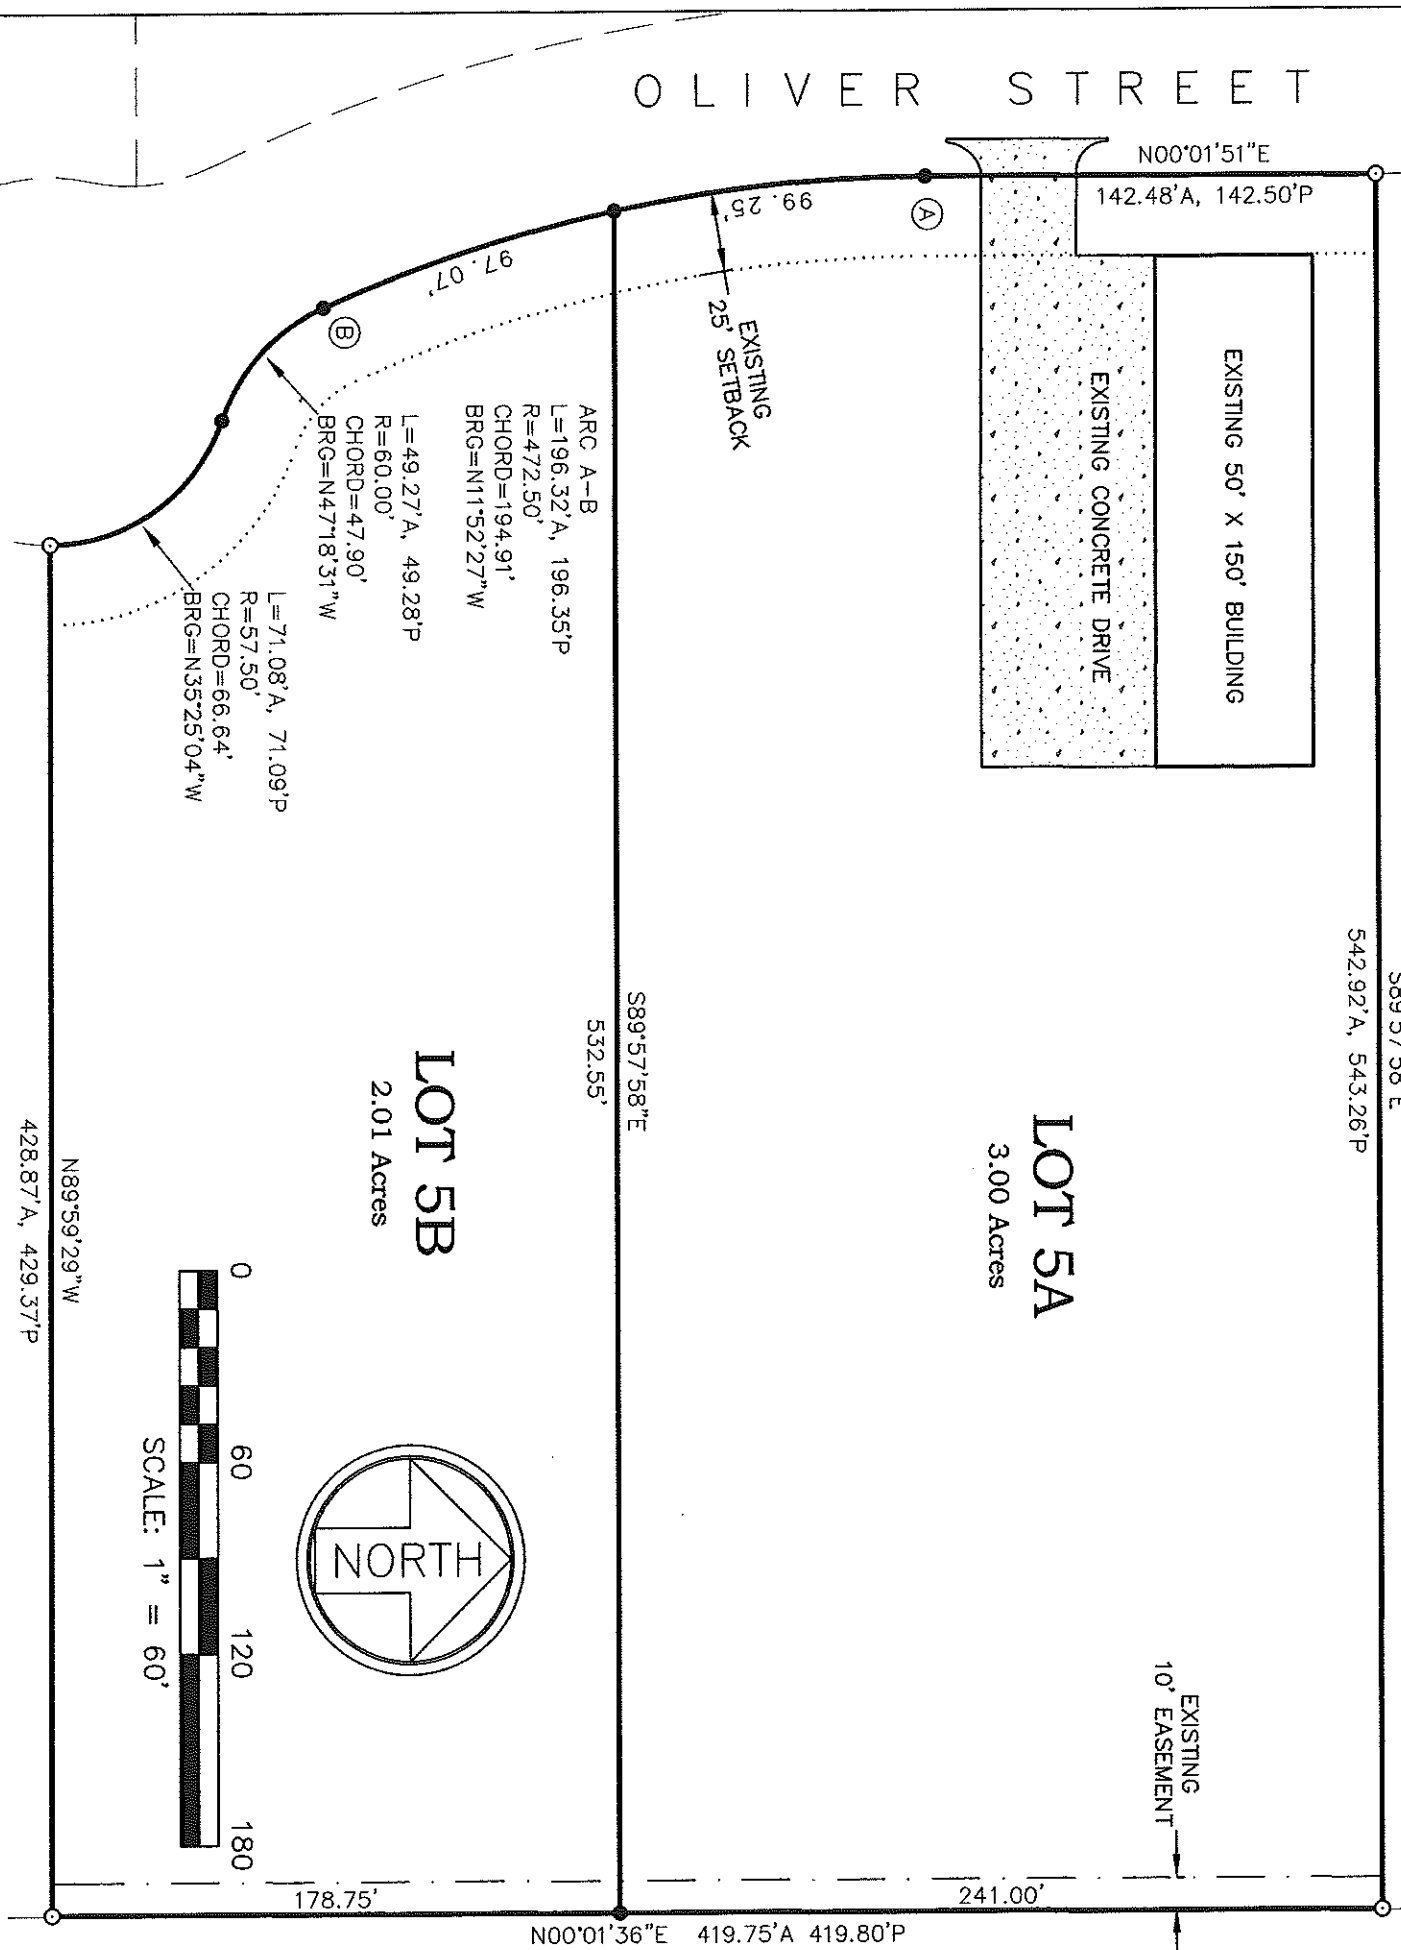 OLIVER STREET
N00°01'51"E
142.48'A, 142.50'P
99.25'
A
97.07'
B
EXISTING
25' SETBACK
EXISTING 50' X 150' BUILDING
EXISTING CONCRETE DRIVE
ARC A-B
L=196.32'A, 196.35'P
R=472.50'
CHORD=194.91'
BRG=N11°52'27"W
L=49.27'A, 49.28'P
R=60.00'
CHORD=47.90'
BRG=N47°18'31"W
L=71.08'A, 71.09'P
R=57.50'
CHORD=66.64'
BRG=N35°25'04"W
S89°57'58"E
542.92'A, 543.26'P
S89°57'58"E
532.55'
LOT 5A
3.00 Acres
LOT 5B
2.01 Acres
N89°59'29"W
428.87'A, 429.37'P
0 60 120 180
SCALE: 1" = 60'
NORTH
EXISTING
10' EASEMENT
178.75'
241.00'
N00°01'36"E 419.75'A 419.80'P